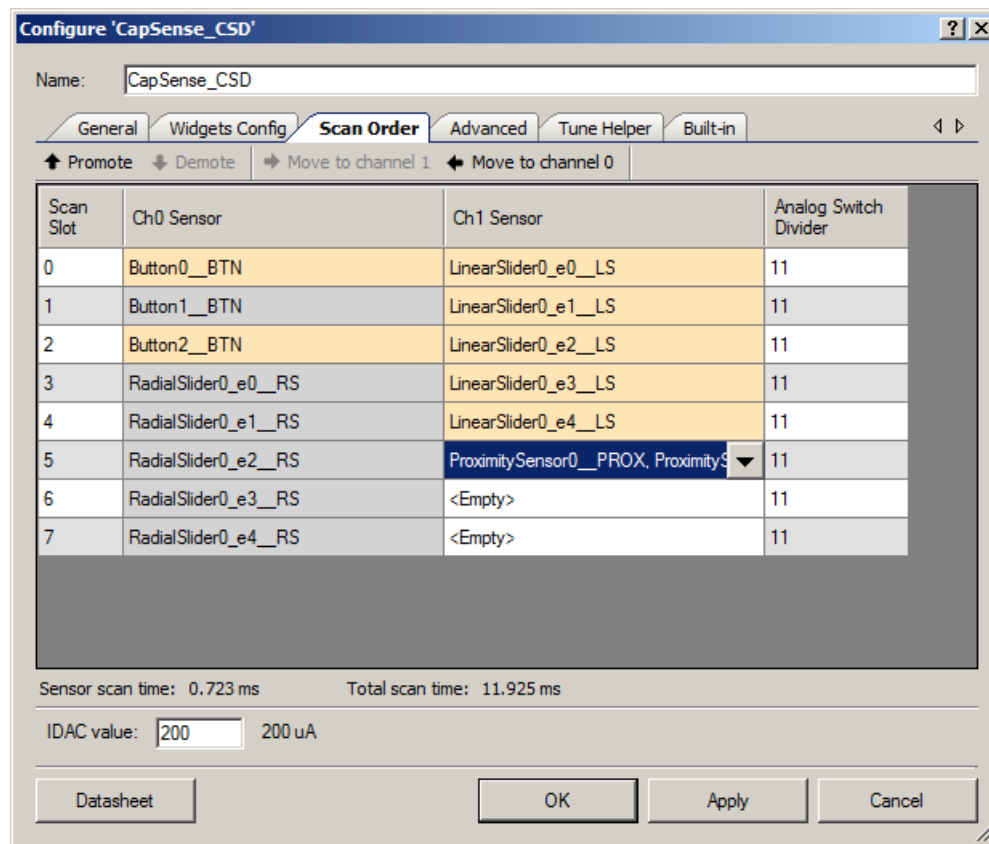 Configure 'CapSense_CSD'
Name: CapSense_CSD
General Widgets Config Scan Order Advanced Tune Helper Built-in
Promote Demote Move to channel 1 Move to channel 0
Scan Slot Ch0 Sensor Ch1 Sensor Analog Switch Divider
0 Button0__BTN LinearSlider0_e0__LS 11
1 Button1__BTN LinearSlider0_e1__LS 11
2 Button2__BTN LinearSlider0_e2__LS 11
3 RadialSlider0_e0__RS LinearSlider0_e3__LS 11
4 RadialSlider0_e1__RS LinearSlider0_e4__LS 11
5 RadialSlider0_e2__RS ProximitySensor0__PROX, ProximityS 11
6 RadialSlider0_e3__RS <Empty> 11
7 RadialSlider0_e4__RS <Empty> 11
Sensor scan time: 0.723 ms Total scan time: 11.925 ms
IDAC value: 200 200 uA
Datasheet OK Apply Cancel